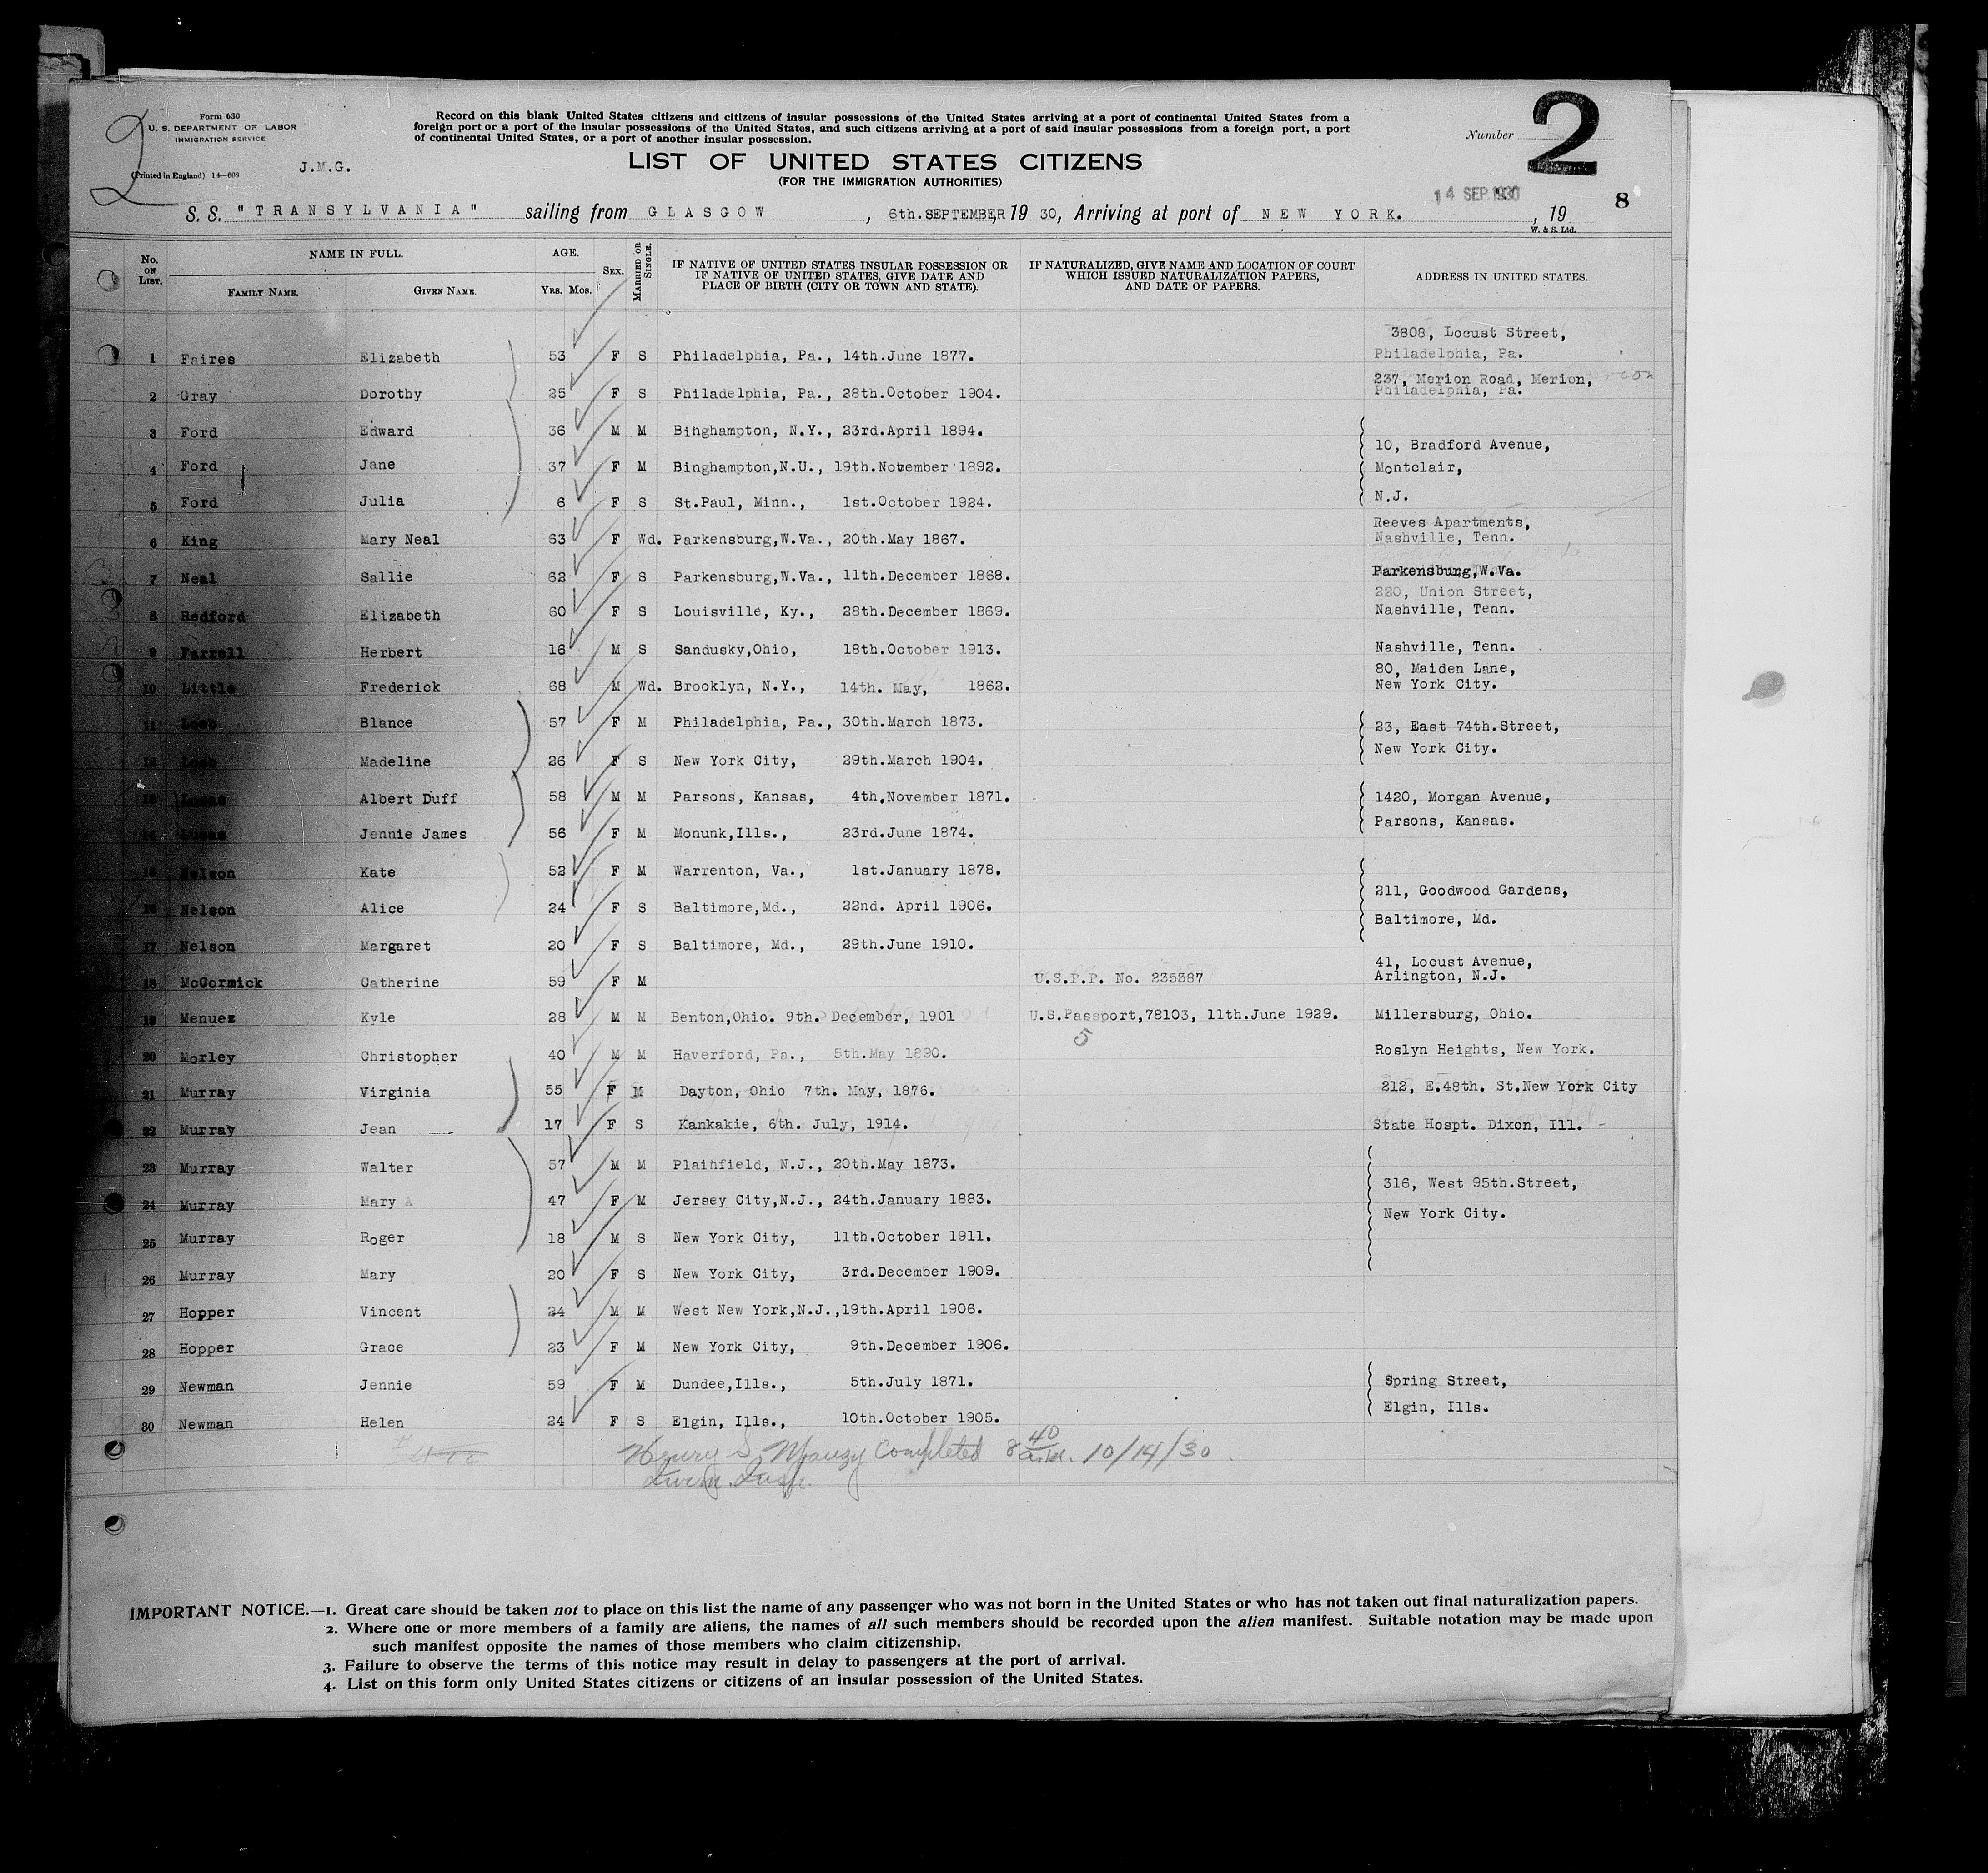 Form 630
U. S. DEPARTMENT OF LABOR
IMMIGRATION SERVICE
(Printed in England) 14—608
J.M.G.
2
Record on this blank United States citizens and citizens of insular possessions of the United States arriving at a port of continental United States from a
foreign port or a port of the insular possessions of the United States, and such citizens arriving at a port of said insular possessions from a foreign port, a port
of continental United States, or a port of another insular possession.
LIST OF UNITED STATES CITIZENS
(FOR THE IMMIGRATION AUTHORITIES)
Number 2
14 SEP 1930
8
S. S. "TRANSYLVANIA" sailing from GLASGOW, 6th.SEPTEMBER, 19 30, Arriving at port of NEW YORK. , 19
W. & S. Ltd.
No. ON LIST. NAME IN FULL. FAMILY NAME. GIVEN NAME. AGE. YRS. MOS. SEX. MARRIED OR SINGLE. IF NATIVE OF UNITED STATES INSULAR POSSESSION OR IF NATIVE OF UNITED STATES, GIVE DATE AND PLACE OF BIRTH (CITY OR TOWN AND STATE). IF NATURALIZED, GIVE NAME AND LOCATION OF COURT WHICH ISSUED NATURALIZATION PAPERS, AND DATE OF PAPERS. ADDRESS IN UNITED STATES.
1 Faires Elizabeth 53 F S Philadelphia, Pa., 14th.June 1877. 3808, Locust Street, Philadelphia, Pa.
2 Gray Dorothy 25 F S Philadelphia, Pa., 28th.October 1904. 237, Merion Road, Merion, Philadelphia, Pa.
3 Ford Edward 36 M M Binghampton, N.Y., 23rd.April 1894.
10, Bradford Avenue,
4 Ford Jane 37 F M Binghampton,N.U., 19th.November 1892. Montclair,
5 Ford Julia 6 F S St.Paul, Minn., 1st.October 1924. N.J.
6 King Mary Neal 63 F Wd. Parkensburg,W.Va., 20th.May 1867. Reeves Apartments, Nashville, Tenn.
7 Neal Sallie 62 F S Parkensburg,W.Va., 11th.December 1868. Parkensburg,W.Va.
8 Redford Elizabeth 60 F S Louisville, Ky., 28th.December 1869. 220, Union Street, Nashville, Tenn.
9 Farrell Herbert 16 M S Sandusky,Ohio, 18th.October 1913. Nashville, Tenn.
10 Little Frederick 68 M Wd. Brooklyn, N.Y., 14th. May, 1862. 80, Maiden Lane, New York City.
11 Loeb Blance 57 F M Philadelphia, Pa., 30th.March 1873. 23, East 74th.Street,
12 Loeb Madeline 26 F S New York City, 29th.March 1904. New York City.
13 Lucas Albert Duff 58 M M Parsons, Kansas, 4th.November 1871. 1420, Morgan Avenue,
14 Lucas Jennie James 56 F M Monunk,Ills., 23rd.June 1874. Parsons, Kansas.
15 Nelson Kate 52 F M Warrenton, Va., 1st.January 1878.
211, Goodwood Gardens,
16 Nelson Alice 24 F S Baltimore,Md., 22nd. April 1906. Baltimore, Md.
17 Nelson Margaret 20 F S Baltimore, Md., 29th.June 1910.
18 McCormick Catherine 59 F M U.S.P.P. No. 235387 41, Locust Avenue, Arlington, N.J.
19 Menuez Kyle 28 M M Benton,Ohio. 9th. December, 1901 U.S.Passport,78103, 11th.June 1929. Millersburg, Ohio.
5
20 Morley Christopher 40 M M Haverford, Pa., 5th.May 1890. Roslyn Heights, New York.
21 Murray Virginia 55 F M Dayton, Ohio 7th. May, 1876. 212, E.48th. St.New York City
22 Murray Jean 17 F S Kankakie, 6th. July, 1914. State Hospt. Dixon, Ill.
23 Murray Walter 57 M M Plainfield, N.J., 20th.May 1873.
316, West 95th.Street,
24 Murray Mary A 47 F M Jersey City,N.J., 24th.January 1883. New York City.
25 Murray Roger 18 M S New York City, 11th.October 1911.
26 Murray Mary 20 F S New York City, 3rd.December 1909.
27 Hopper Vincent 24 M M West New York,N.J.,19th.April 1906.
28 Hopper Grace 23 F M New York City, 9th.December 1906.
29 Newman Jennie 59 F M Dundee,Ills., 5th.July 1871. Spring Street,
30 Newman Helen 24 F S Elgin, Ills., 10th.October 1905. Elgin, Ills.
Henry S. Mauzy Completed 8 40 a.m. 10/14/30
IMPORTANT NOTICE.—1. Great care should be taken not to place on this list the name of any passenger who was not born in the United States or who has not taken out final naturalization papers.
2. Where one or more members of a family are aliens, the names of all such members should be recorded upon the alien manifest. Suitable notation may be made upon
such manifest opposite the names of those members who claim citizenship.
3. Failure to observe the terms of this notice may result in delay to passengers at the port of arrival.
4. List on this form only United States citizens or citizens of an insular possession of the United States.